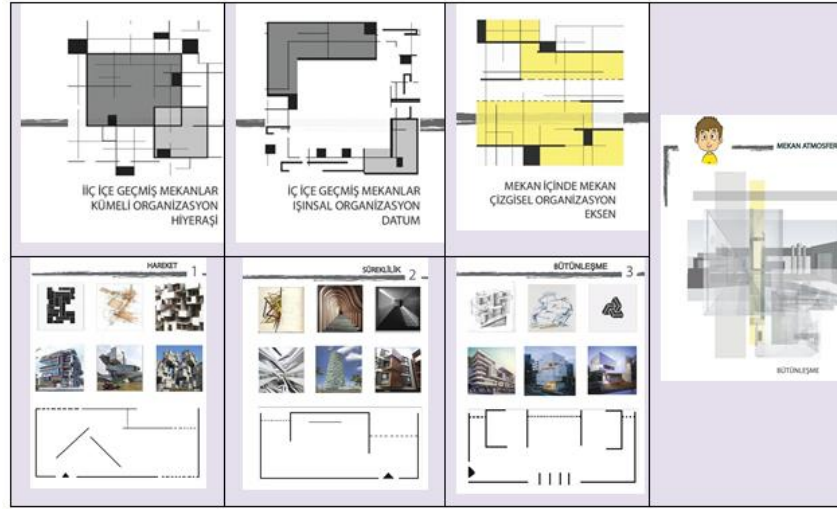 İİÇ İÇE GEÇMİŞ MEKANLAR
KÜMELİ ORGANİZASYON
HİYERAŞİ
İÇ İÇE GEÇMİŞ MEKANLAR
IŞINSAL ORGANİZASYON
DATUM
MEKAN İÇİNDE MEKAN
ÇİZGİSEL ORGANİZASYON
EKSEN
MEKAN ATMOSFER
BÜTÜNLEŞME
HAREKET 1
SÜREKLİLİK 2
BÜTÜNLEŞME 3